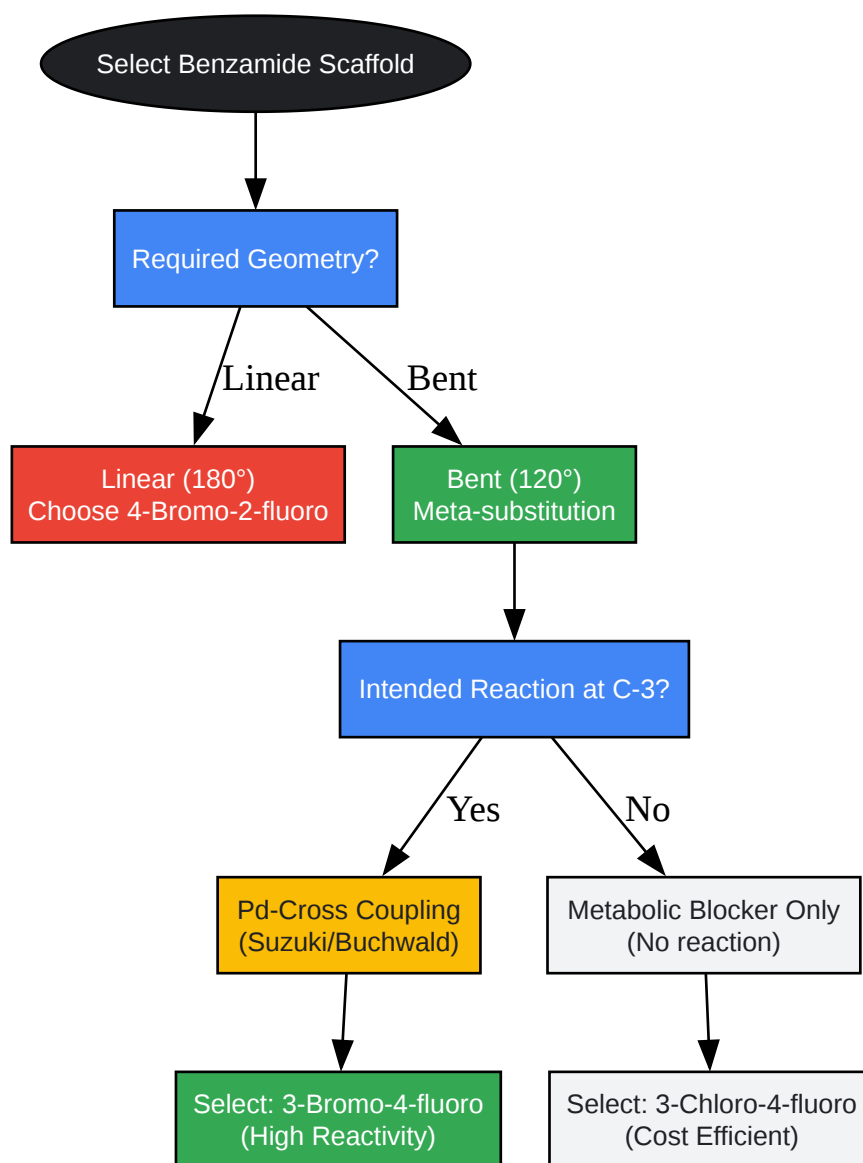 Select Benzamide Scaffold
Required Geometry?
Linear
Bent
Linear (180°)
Choose 4-Bromo-2-fluoro
Bent (120°)
Meta-substitution
Intended Reaction at C-3?
Yes
No
Pd-Cross Coupling
(Suzuki/Buchwald)
Metabolic Blocker Only
(No reaction)
Select: 3-Bromo-4-fluoro
(High Reactivity)
Select: 3-Chloro-4-fluoro
(Cost Efficient)